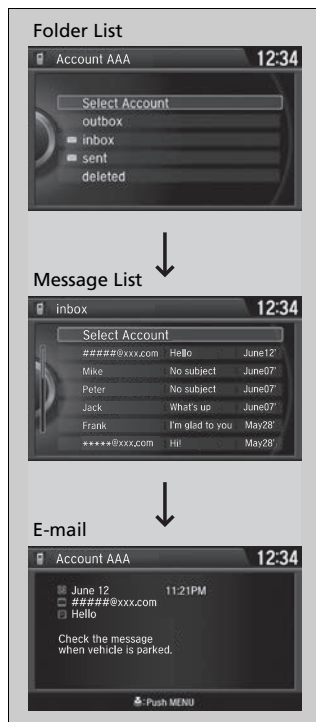 Folder List
Account AAA 12:34
Select Account
outbox
inbox
sent
deleted
Message List
inbox 12:34
Select Account
#####@xxx.com Hello June12'
Mike No subject June07'
Peter No subject June07'
Jack What's up June07'
Frank I'm glad to you May28'
*****@xxx.com Hi! May28'
E-mail
Account AAA 12:34
June 12 11:21PM
#####@xxx.com
Hello
Check the message
when vehicle is parked.
:Push MENU